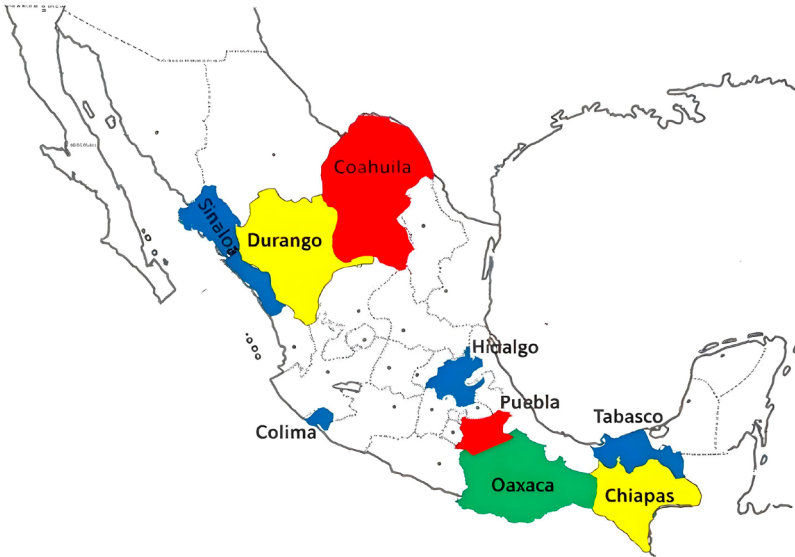 Coahuila
Sinaloa
Durango
Hidalgo
Puebla
Colima
Tabasco
Oaxaca
Chiapas